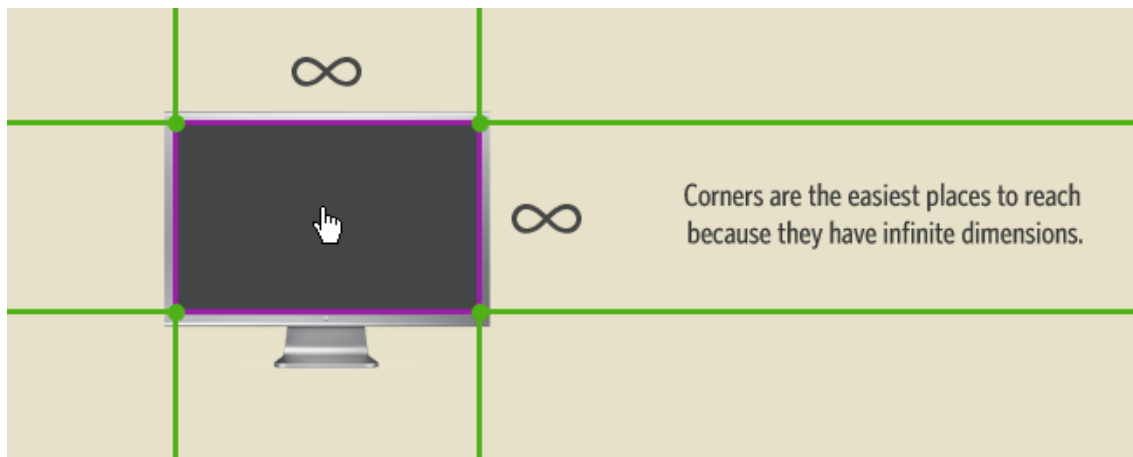 ∞
∞
Corners are the easiest places to reach
because they have infinite dimensions.